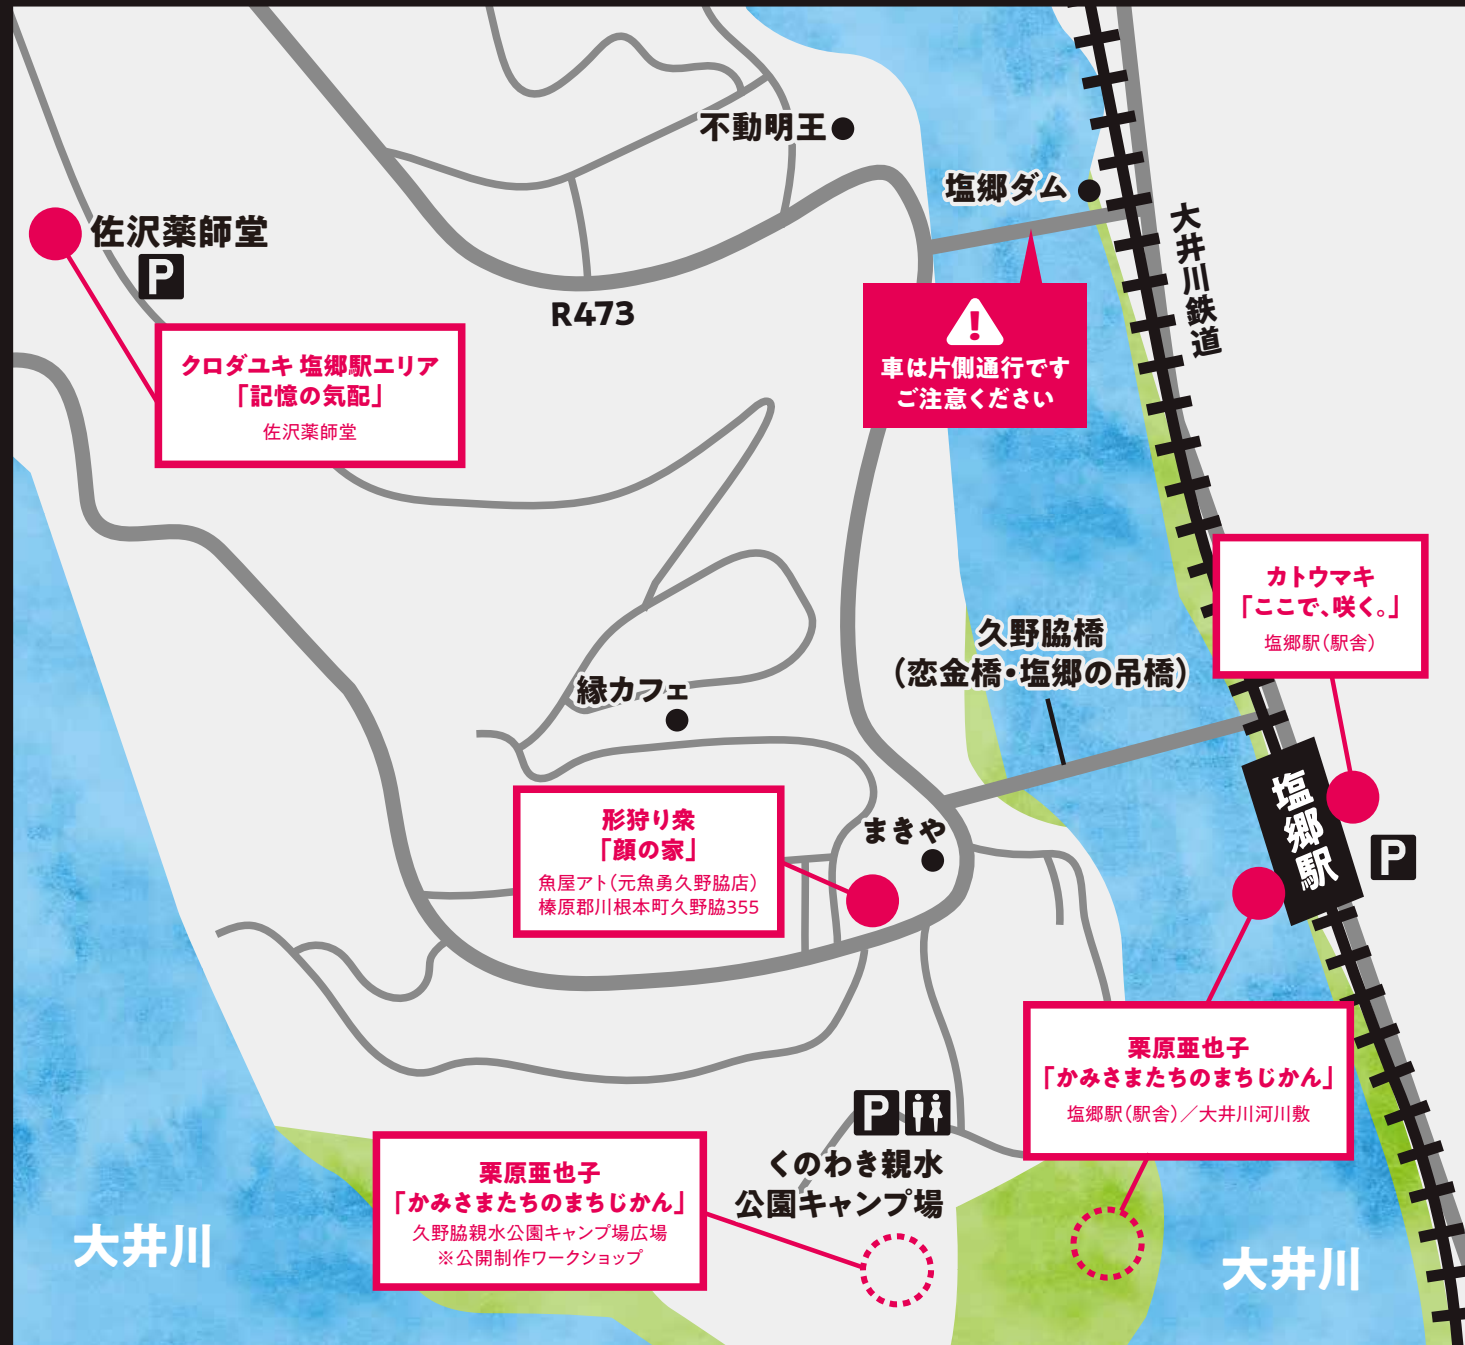 不動明王
塩郷ダム
大井川鉄道
佐沢薬師堂
P
R473
車は片側通行です
ご注意ください
クロダユキ 塩郷駅エリア
「記憶の気配」
佐沢薬師堂
カトウマキ
「ここで、咲く。」
塩郷駅（駅舎）
久野脇橋
（恋金橋・塩郷の吊橋）
縁カフェ
塩郷駅
P
形狩り衆
「顔の家」
魚屋アト（元魚勇久野脇店）
榛原郡川根本町久野脇355
まきや
栗原亜也子
「かみさまたちのまちじかん」
塩郷駅（駅舎）／大井川河川敷
P
くのわき親水
公園キャンプ場
栗原亜也子
「かみさまたちのまちじかん」
久野脇親水公園キャンプ場広場
※公開制作ワークショップ
大井川
大井川